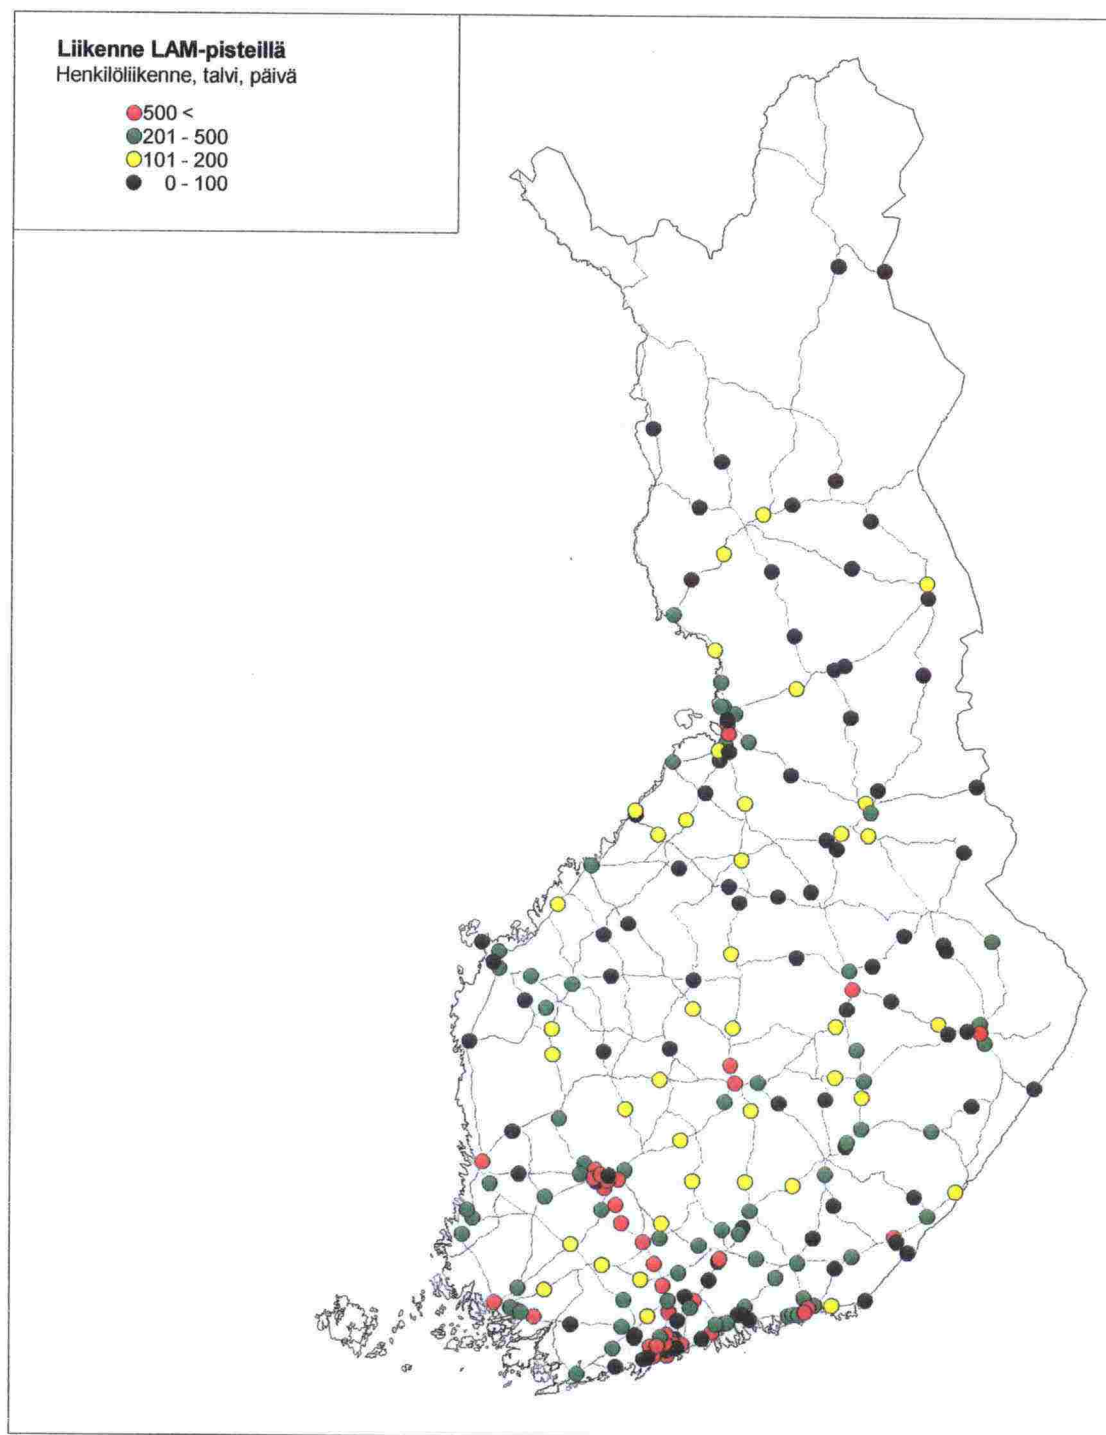 Liikenne LAM-pisteillä
Henkilöliikenne, talvi, päivä
500 <
201 - 500
101 - 200
0 - 100